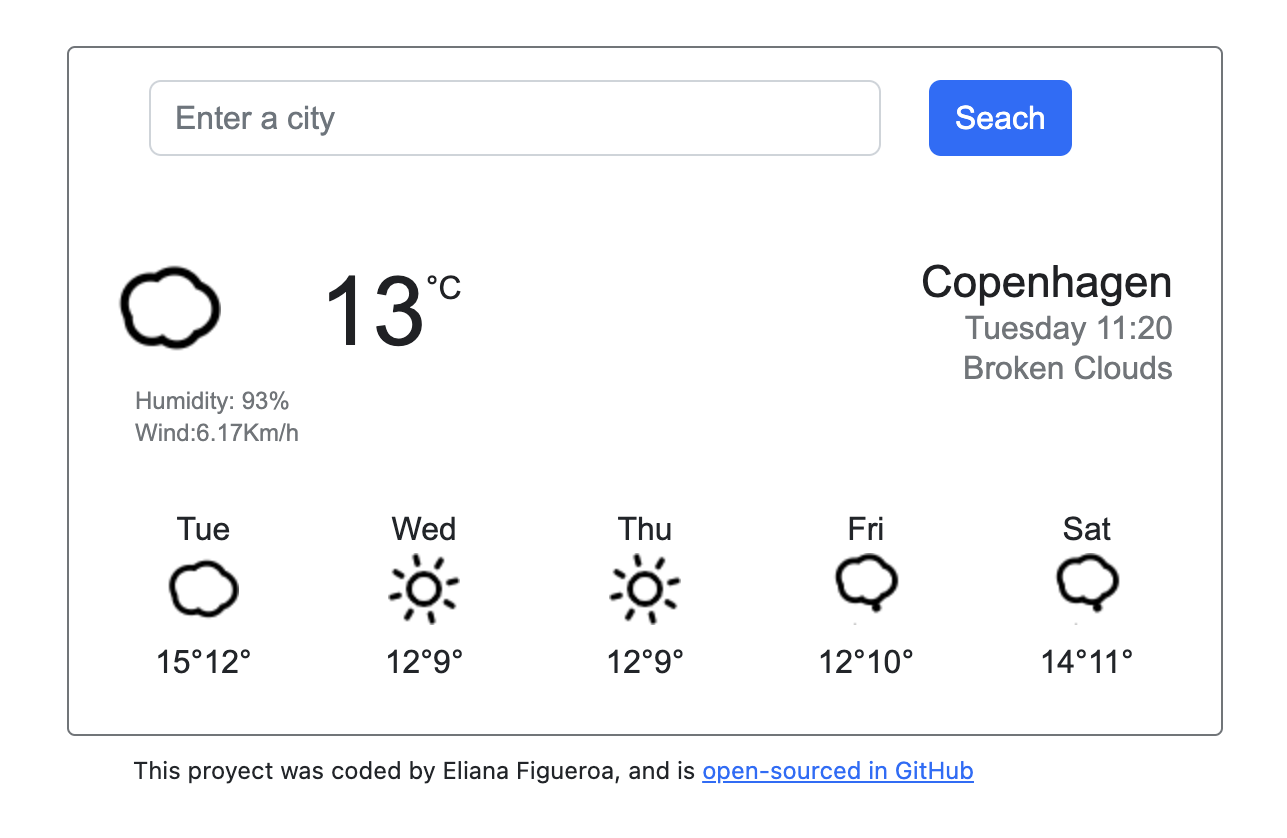 Enter a city
Seach
13°C
Copenhagen
Tuesday 11:20
Broken Clouds
Humidity: 93%
Wind:6.17Km/h
Tue Wed Thu Fri Sat
15°12° 12°9° 12°9° 12°10° 14°11°
This proyect was coded by Eliana Figueroa, and is open-sourced in GitHub